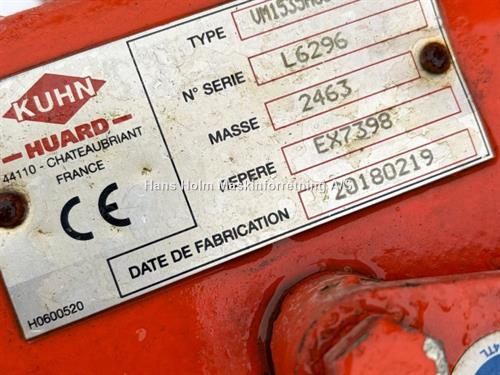 KUHN
HUARD
44110 - CHATEAUBRIANT
FRANCE
CE
H0600520
TYPE
N° SERIE L6296
MASSE 2463
REPERE EX7398
DATE DE FABRICATION 20180219
Hans Holm Maskinforretning A/S